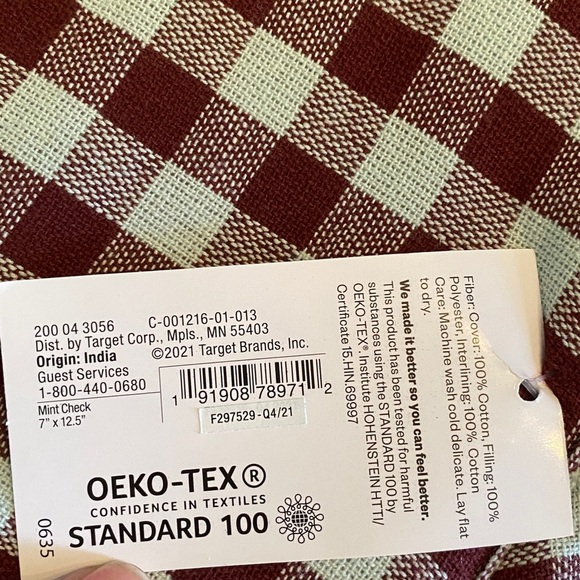 200 04 3056 C-001216-01-013
Dist. by Target Corp., Mpls., MN 55403
Origin: India ©2021 Target Brands, Inc.
Guest Services
1-800-440-0680
Mint Check
7" x 12.5"
1 91908 78971 2
F297529-Q4/21
OEKO-TEX®
CONFIDENCE IN TEXTILES
STANDARD 100
0635
Fiber: Cover: 100% Cotton, Filling: 100%
Polyester, Interlining: 100% Cotton
Care: Machine wash cold delicate. Lay flat
to dry.
We made it better so you can feel better.
This product has been tested for harmful
substances using the STANDARD 100 by
OEKO-TEX®. Institute HOHENSTEIN HTTI/
Certificate 15.HIN.69997